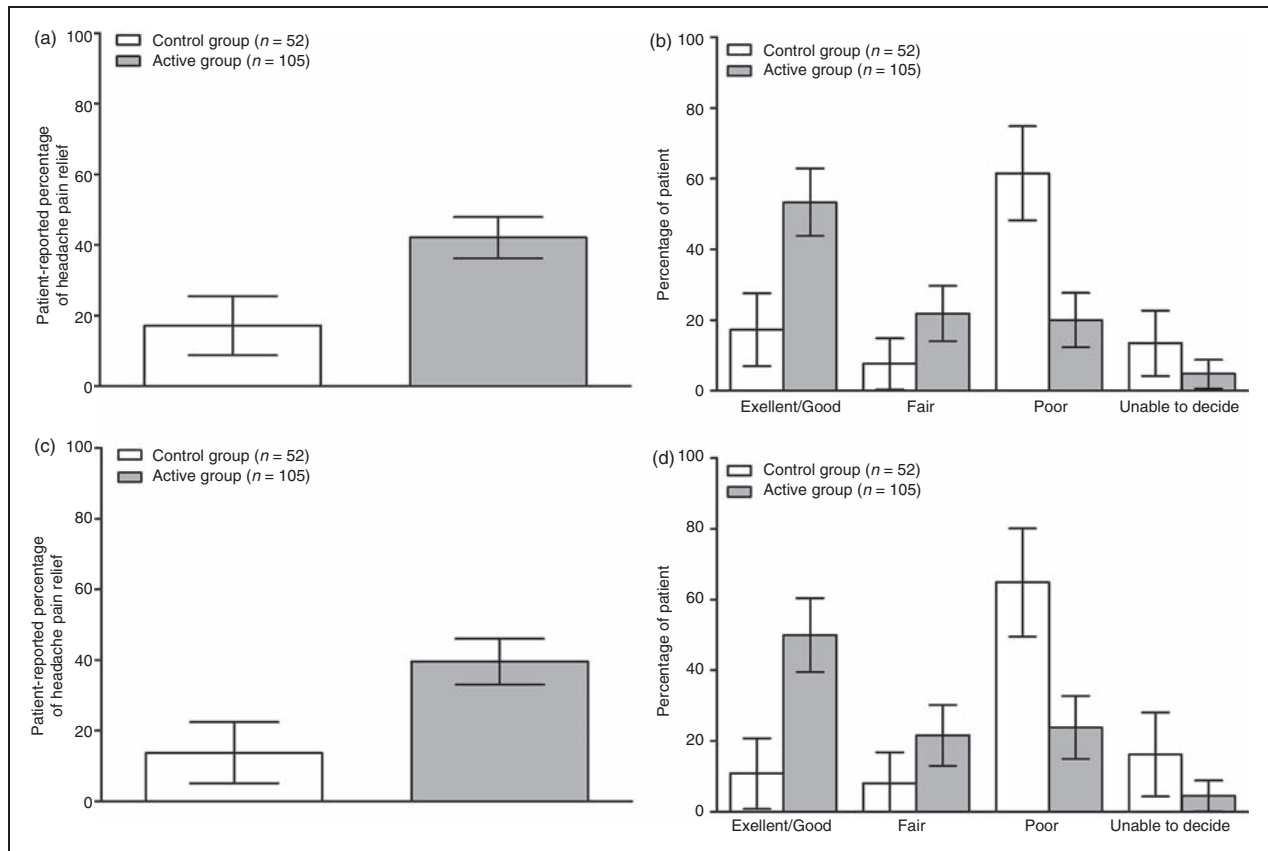 (a)
100
80
60
40
20
0
Patient-reported percentage
of headache pain relief
Control group (n = 52)
Active group (n = 105)
(b)
100
80
60
40
20
0
Percentage of patient
Control group (n = 52)
Active group (n = 105)
Exellent/Good Fair Poor Unable to decide
(c)
100
80
60
40
20
0
Patient-reported percentage
of headache pain relief
Control group (n = 52)
Active group (n = 105)
(d)
100
80
60
40
20
0
Percentage of patient
Control group (n = 52)
Active group (n = 105)
Exellent/Good Fair Poor Unable to decide